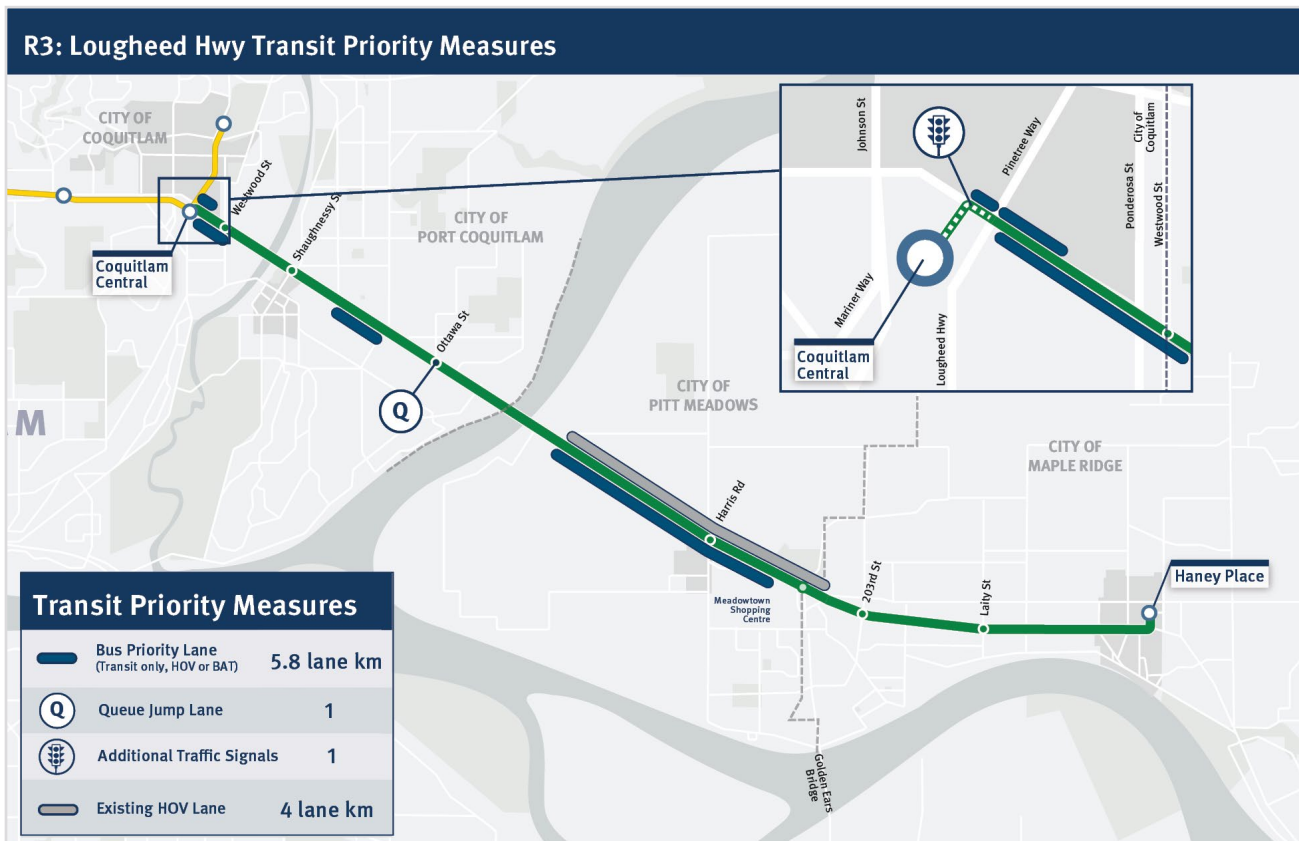 R3: Lougheed Hwy Transit Priority Measures
CITY OF
COQUITLAM
Westwood St
Shaughnessy St
CITY OF
PORT COQUITLAM
Coquitlam
Central
Ottawa St
Q
M
CITY OF
PITT MEADOWS
Harris Rd
Meadowtown
Shopping
Centre
Golden Ears
Bridge
203rd St
Laity St
CITY OF
MAPLE RIDGE
Haney Place
Johnson St
Pinetree Way
City of
Coquitlam
Ponderosa St
Westwood St
Mariner Way
Lougheed Hwy
Coquitlam
Central
Transit Priority Measures
Bus Priority Lane
(Transit only, HOV or BAT)
5.8 lane km
Q
Queue Jump Lane
1
Additional Traffic Signals
1
Existing HOV Lane
4 lane km